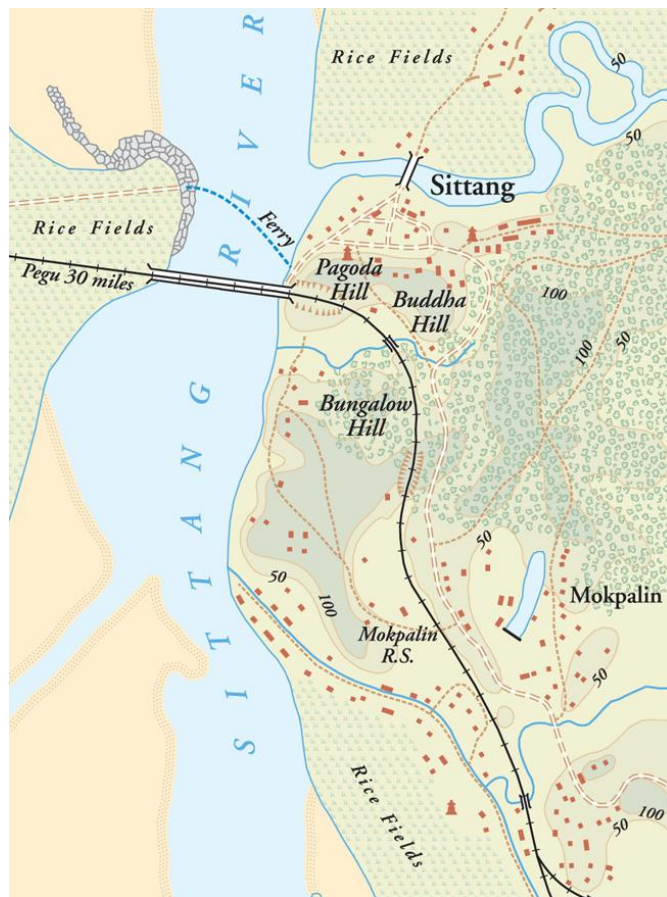 SITTANG RIVER
Rice Fields
50
50
Sittang
Rice Fields
Ferry
Pegu 30 miles
Pagoda
Hill
Buddha
Hill
100
100
50
Bungalow
Hill
50
50
100
Mokpalin
R.S.
Mokpalin
50
Rice Fields
50
100